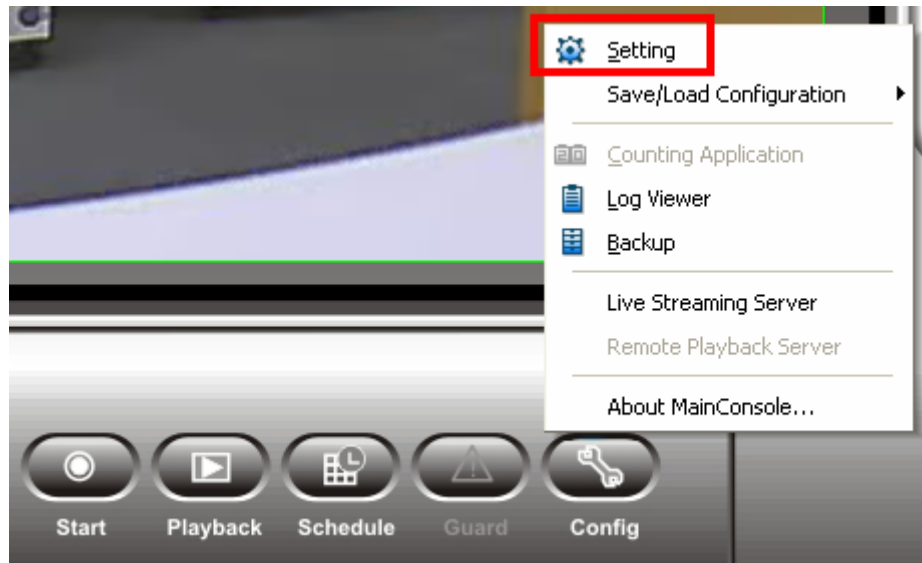 Setting
Save/Load Configuration
Counting Application
Log Viewer
Backup
Live Streaming Server
Remote Playback Server
About MainConsole...
Start Playback Schedule Guard Config